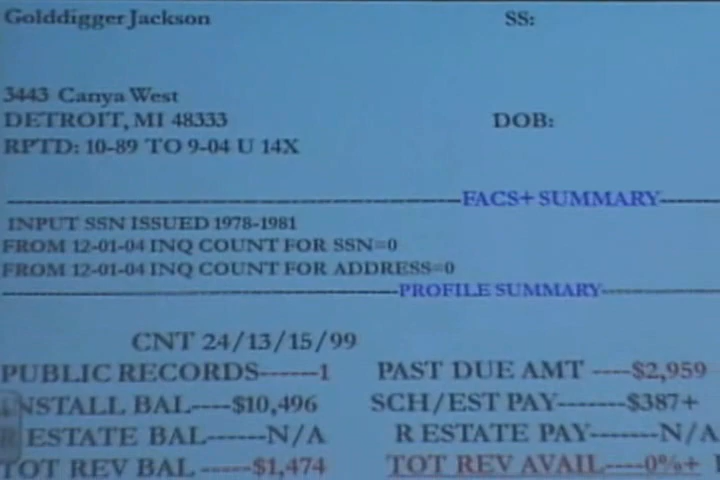 Golddigger Jackson SS:
3443 Canya West
DETROIT, MI 48333 DOB:
RPTD: 10-89 TO 9-04 U 14X
----------FACS+ SUMMARY------
INPUT SSN ISSUED 1978-1981
FROM 12-01-04 INQ COUNT FOR SSN=0
FROM 12-01-04 INQ COUNT FOR ADDRESS=0
----------PROFILE SUMMARY----------
CNT 24/13/15/99
PUBLIC RECORDS------1 PAST DUE AMT ----$2,959
INSTALL BAL----$10,496 SCH/EST PAY-------$387+
R ESTATE BAL------N/A R ESTATE PAY-------N/A
TOT REV BAL -----$1,474 TOT REV AVAIL----0%+